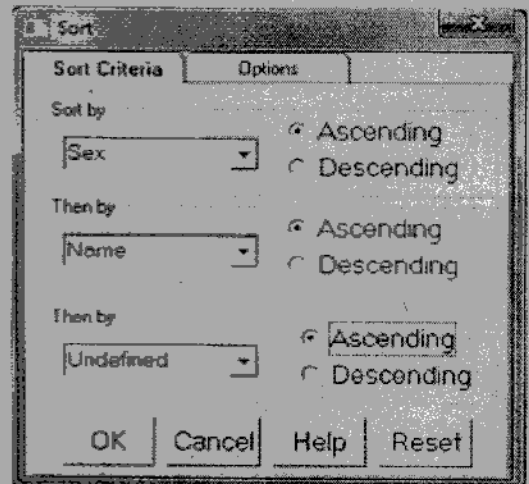 Sort
Sort Criteria Options
Sort by
Sex
Ascending
Descending
Then by
Name
Ascending
Descending
Then by
Undefined
Ascending
Descending
OK Cancel Help Reset